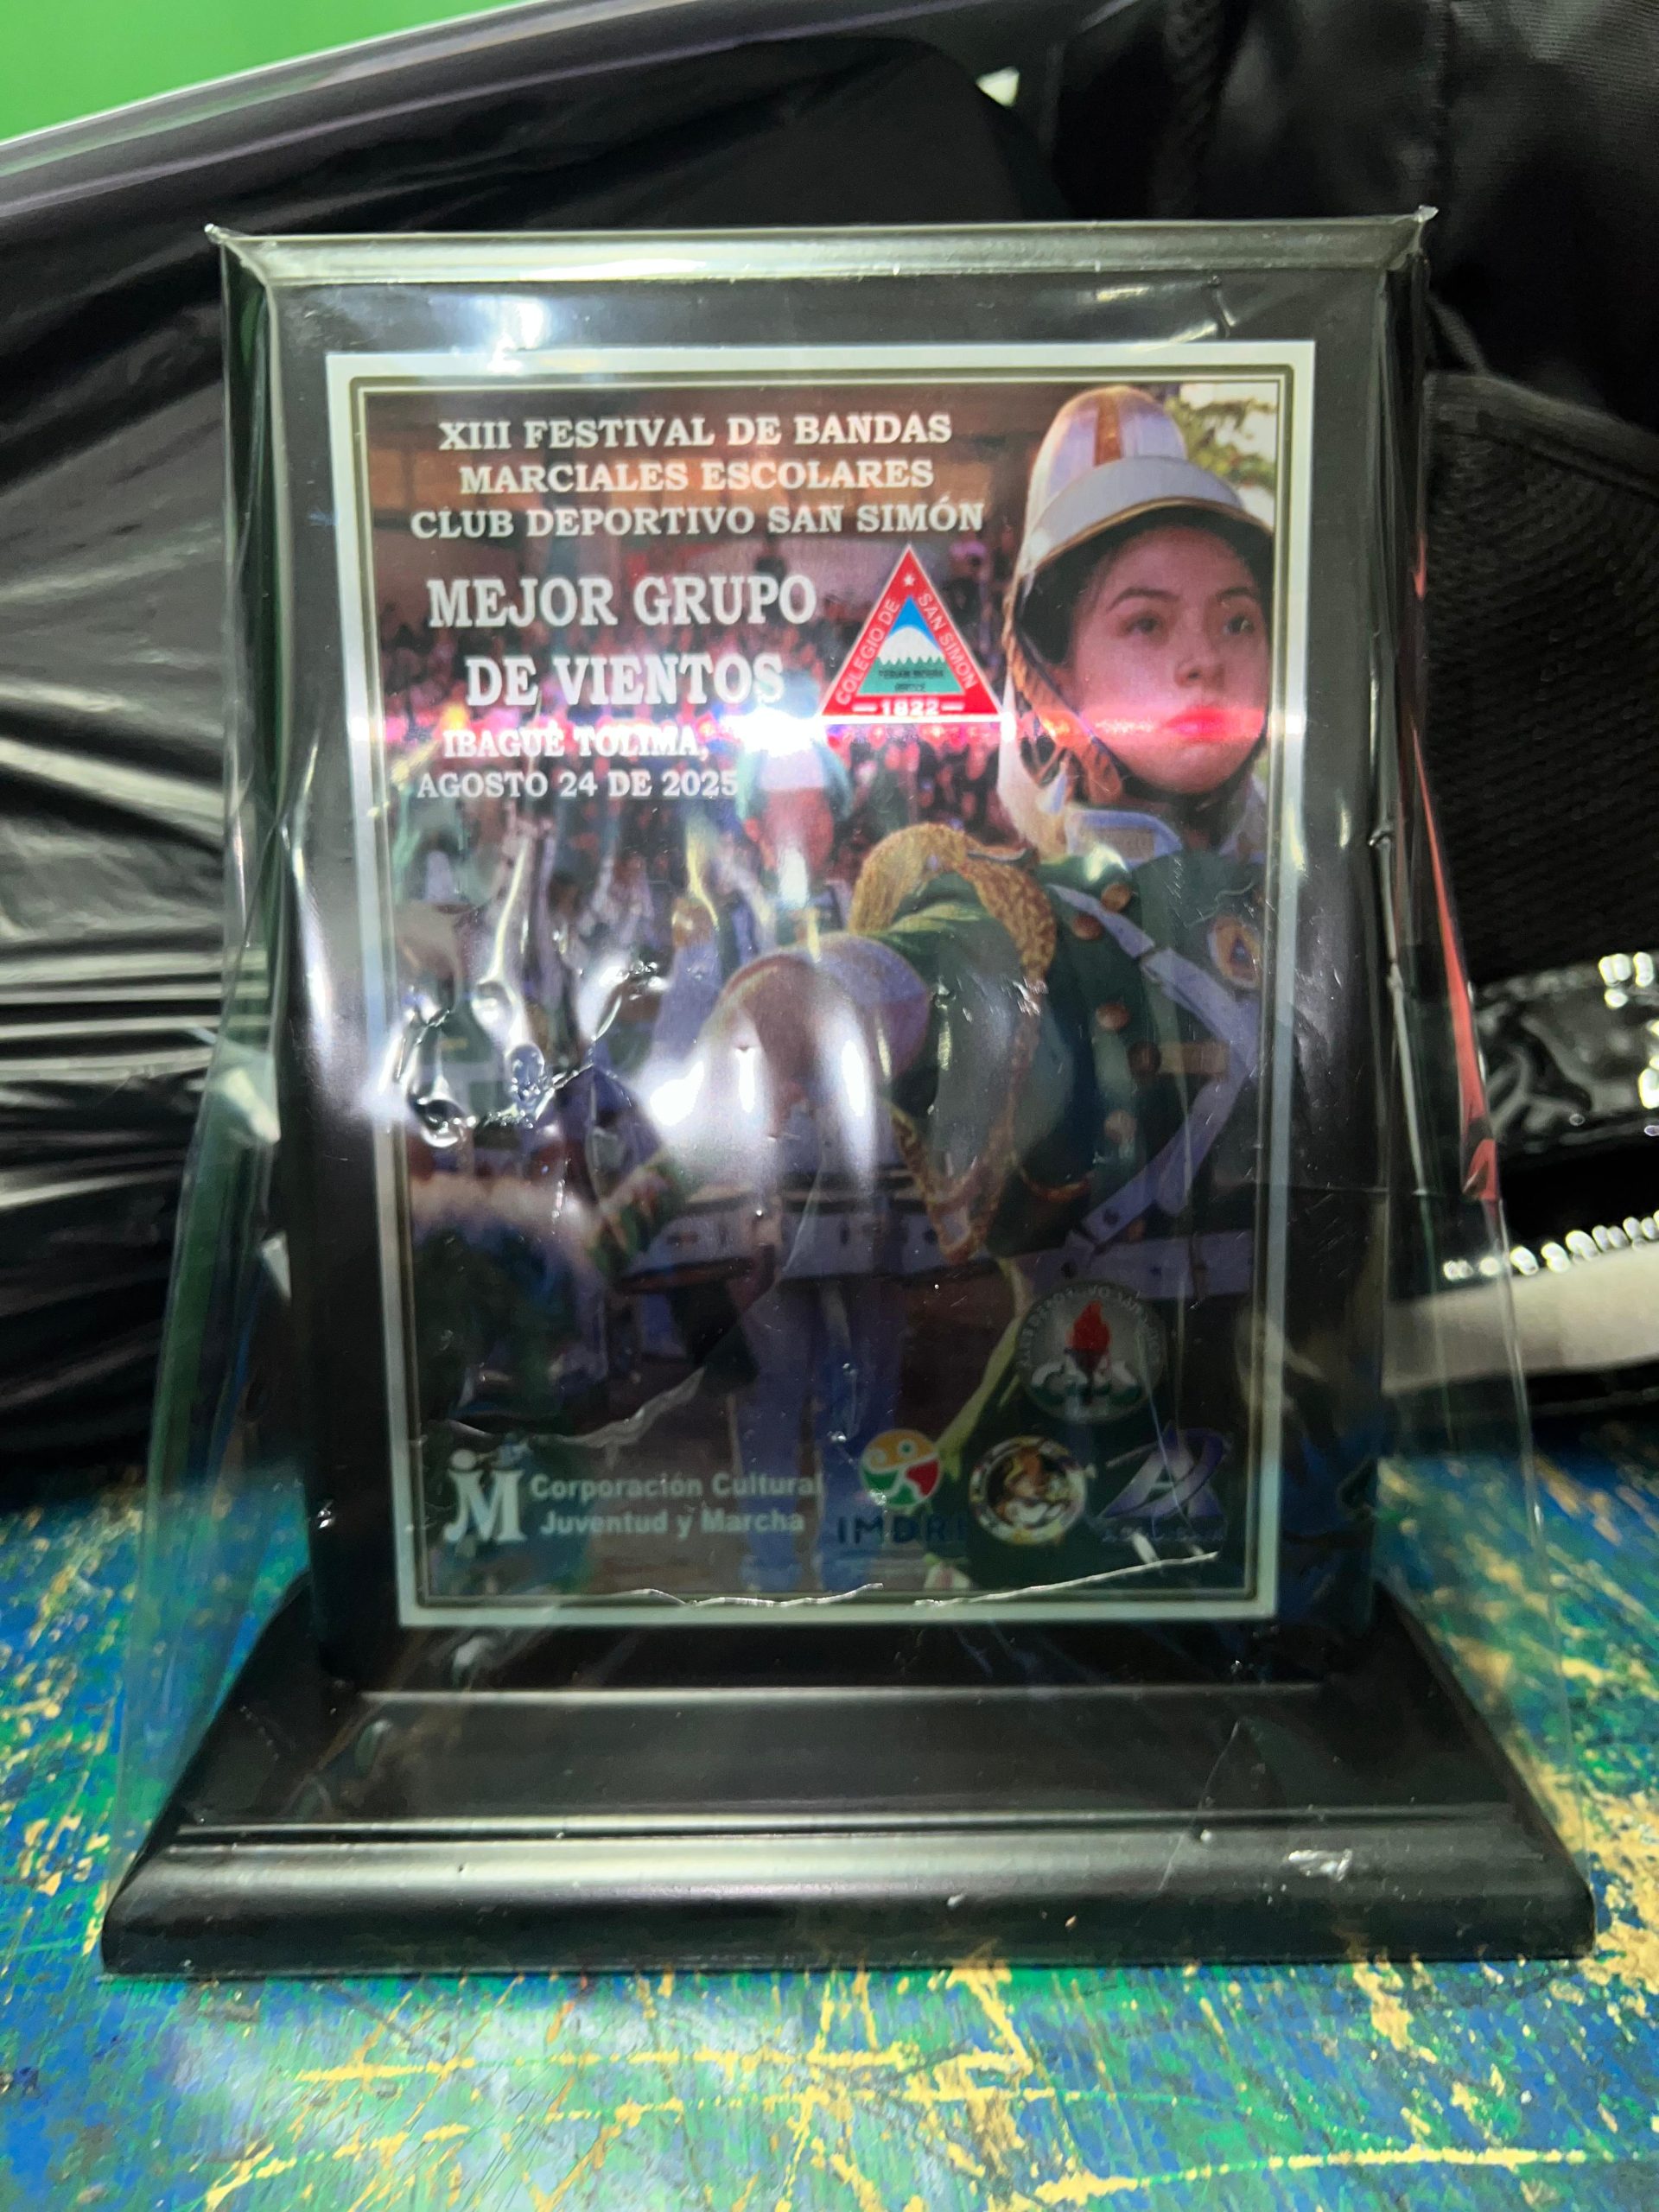 XIII FESTIVAL DE BANDAS
MARCIALES ESCOLARES
CLUB DEPORTIVO SAN SIMÓN
MEJOR GRUPO
DE VIENTOS
COLEGIO DE SAN SIMON
1822
IBAGUÉ TOLIMA,
AGOSTO 24 DE 2025
JM Corporación Cultural
Juventud y Marcha
IMDRI